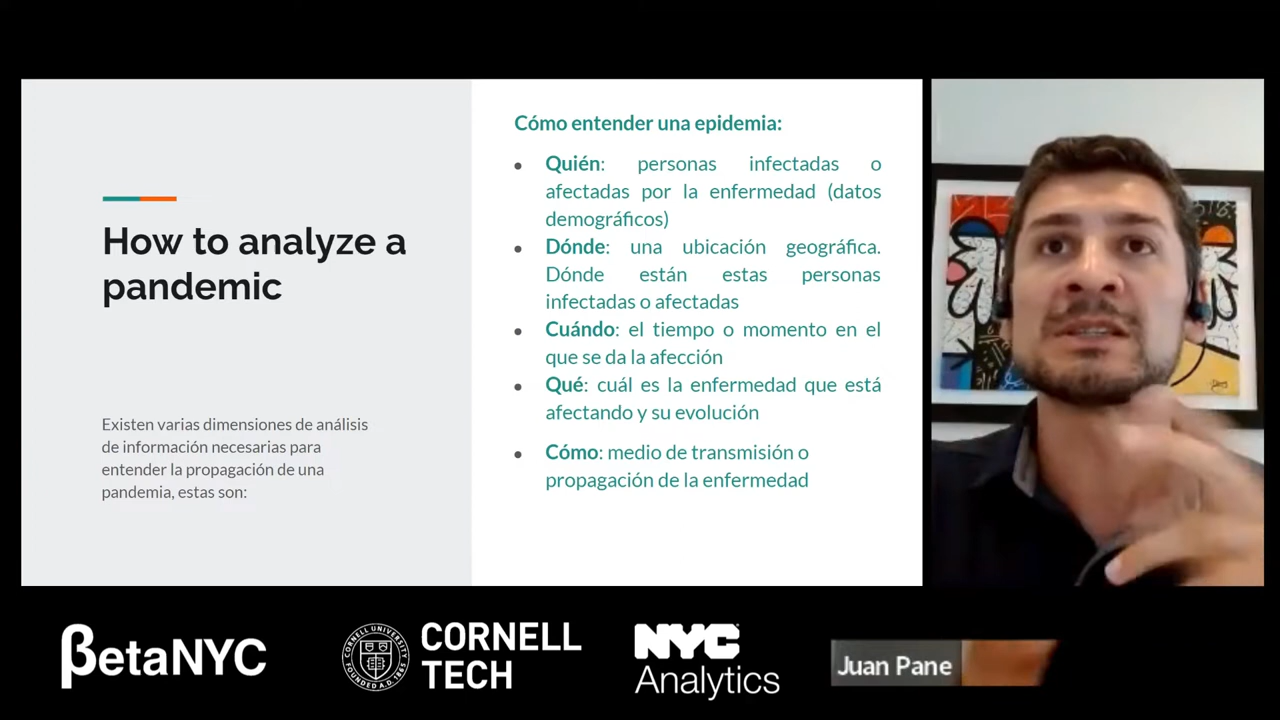 How to analyze a
pandemic
Existen varias dimensiones de análisis
de información necesarias para
entender la propagación de una
pandemia, estas son:
Cómo entender una epidemia:
• Quién: personas infectadas o
afectadas por la enfermedad (datos
demográficos)
• Dónde: una ubicación geográfica.
Dónde están estas personas
infectadas o afectadas
• Cuándo: el tiempo o momento en el
que se da la afección
• Qué: cuál es la enfermedad que está
afectando y su evolución
• Cómo: medio de transmisión o
propagación de la enfermedad
βetaNYC
CORNELL
TECH
CORNELL UNIVERSITY
FOUNDED A.D. 1865
NYC
Analytics
Juan Pane